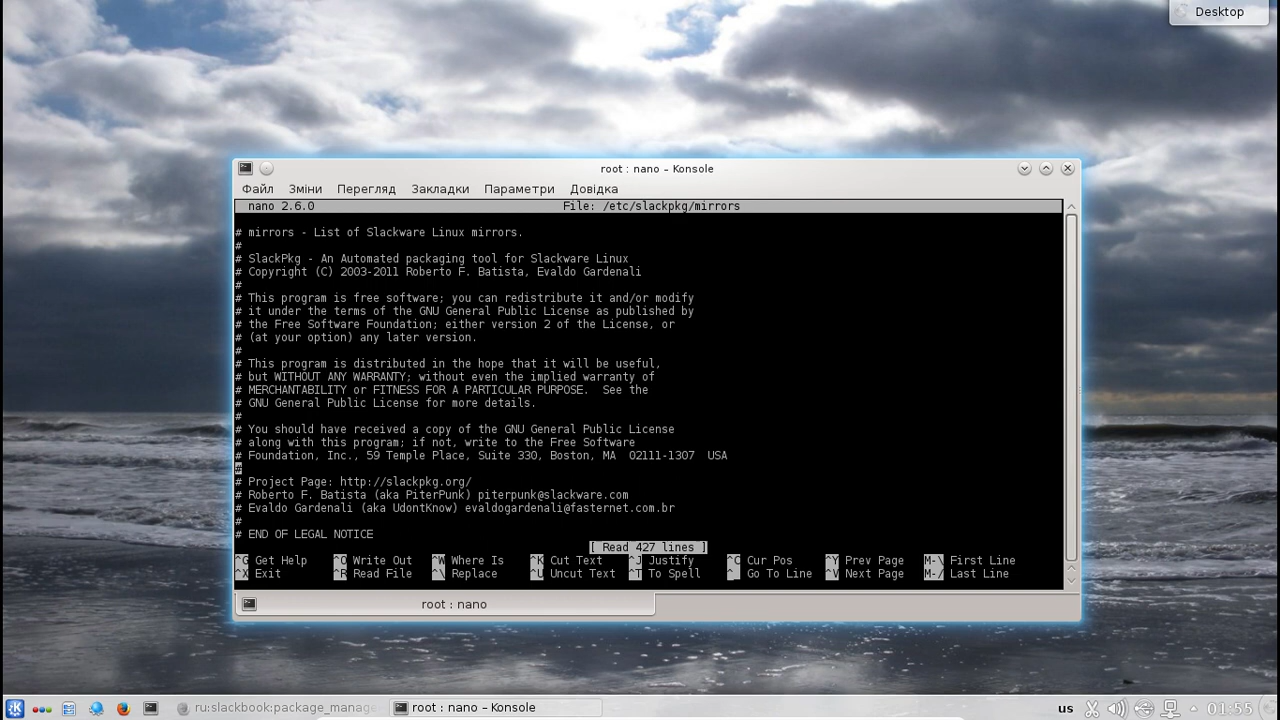 Desktop
root : nano – Konsole
Файл Зміни Перегляд Закладки Параметри Довідка
nano 2.6.0 File: /etc/slackpkg/mirrors
# mirrors - List of Slackware Linux mirrors.
#
# SlackPkg - An Automated packaging tool for Slackware Linux
# Copyright (C) 2003-2011 Roberto F. Batista, Evaldo Gardenali
#
# This program is free software; you can redistribute it and/or modify
# it under the terms of the GNU General Public License as published by
# the Free Software Foundation; either version 2 of the License, or
# (at your option) any later version.
#
# This program is distributed in the hope that it will be useful,
# but WITHOUT ANY WARRANTY; without even the implied warranty of
# MERCHANTABILITY or FITNESS FOR A PARTICULAR PURPOSE.  See the
# GNU General Public License for more details.
#
# You should have received a copy of the GNU General Public License
# along with this program; if not, write to the Free Software
# Foundation, Inc., 59 Temple Place, Suite 330, Boston, MA  02111-1307  USA
#
# Project Page: http://slackpkg.org/
# Roberto F. Batista (aka PiterPunk) piterpunk@slackware.com
# Evaldo Gardenali (aka UdontKnow) evaldogardenali@fasternet.com.br
#
# END OF LEGAL NOTICE
[ Read 427 lines ]
^G Get Help ^O Write Out ^W Where Is ^K Cut Text ^J Justify ^C Cur Pos ^Y Prev Page M-\ First Line
^X Exit ^R Read File ^\ Replace ^U Uncut Text ^T To Spell ^_ Go To Line ^V Next Page M-/ Last Line
root : nano
ru:slackbook:package_manage root : nano – Konsole us 01:55